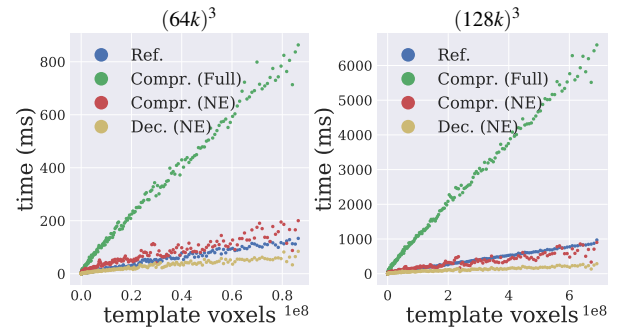 (64k)³
time (ms)
800
600
400
200
0
Ref.
Compr. (Full)
Compr. (NE)
Dec. (NE)
0.0 0.2 0.4 0.6 0.8
1e8
template voxels
(128k)³
time (ms)
6000
5000
4000
3000
2000
1000
0
Ref.
Compr. (Full)
Compr. (NE)
Dec. (NE)
0 2 4 6
1e8
template voxels